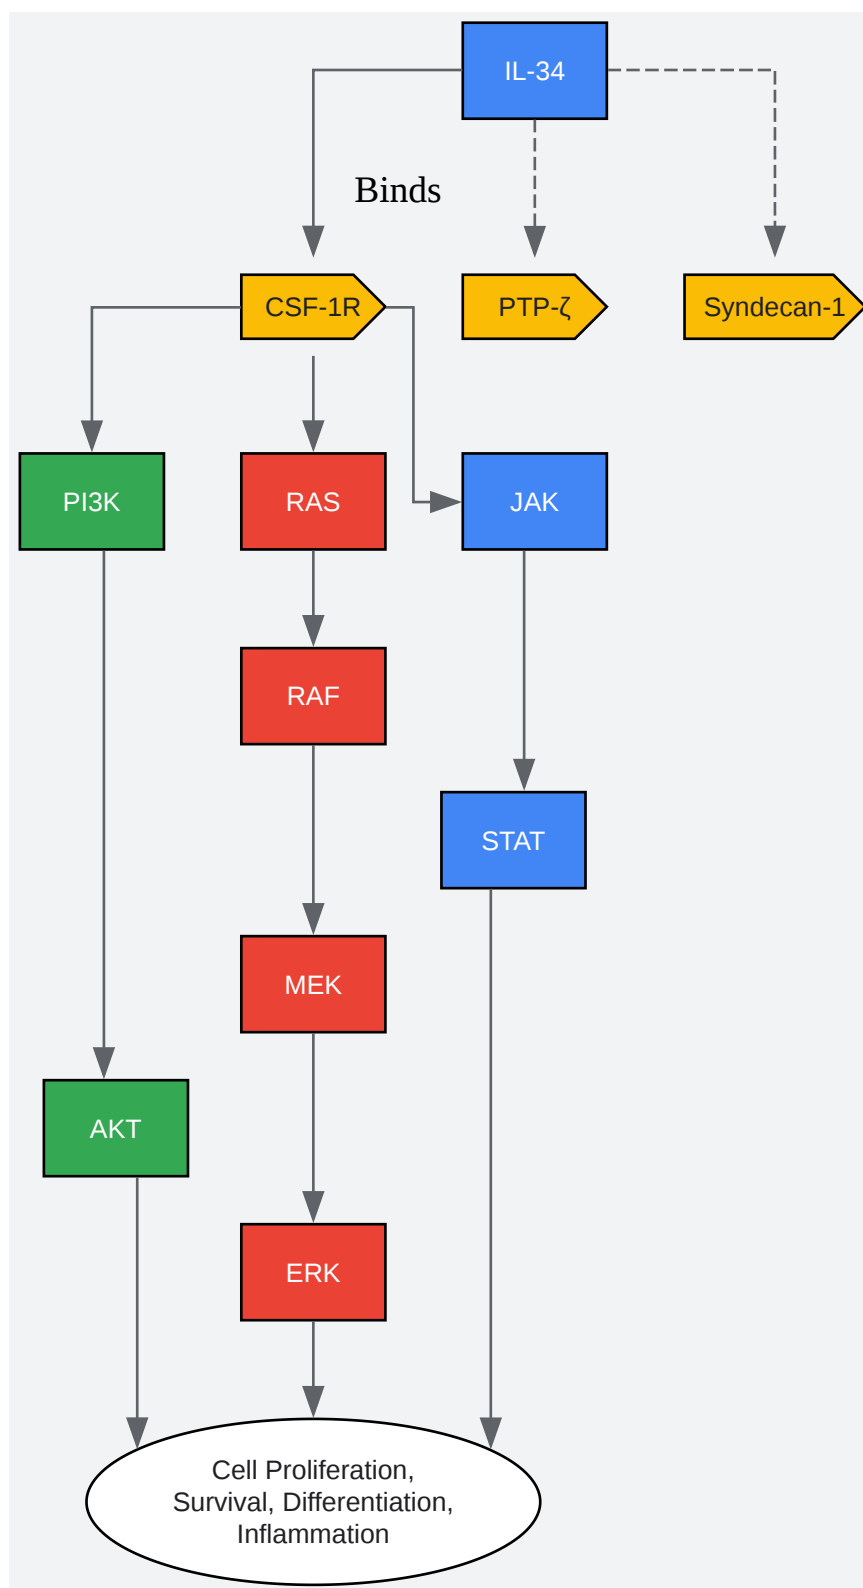 IL-34
Binds
CSF-1R
PTP-ζ
Syndecan-1
PI3K
RAS
JAK
RAF
STAT
MEK
AKT
ERK
Cell Proliferation,
Survival, Differentiation,
Inflammation